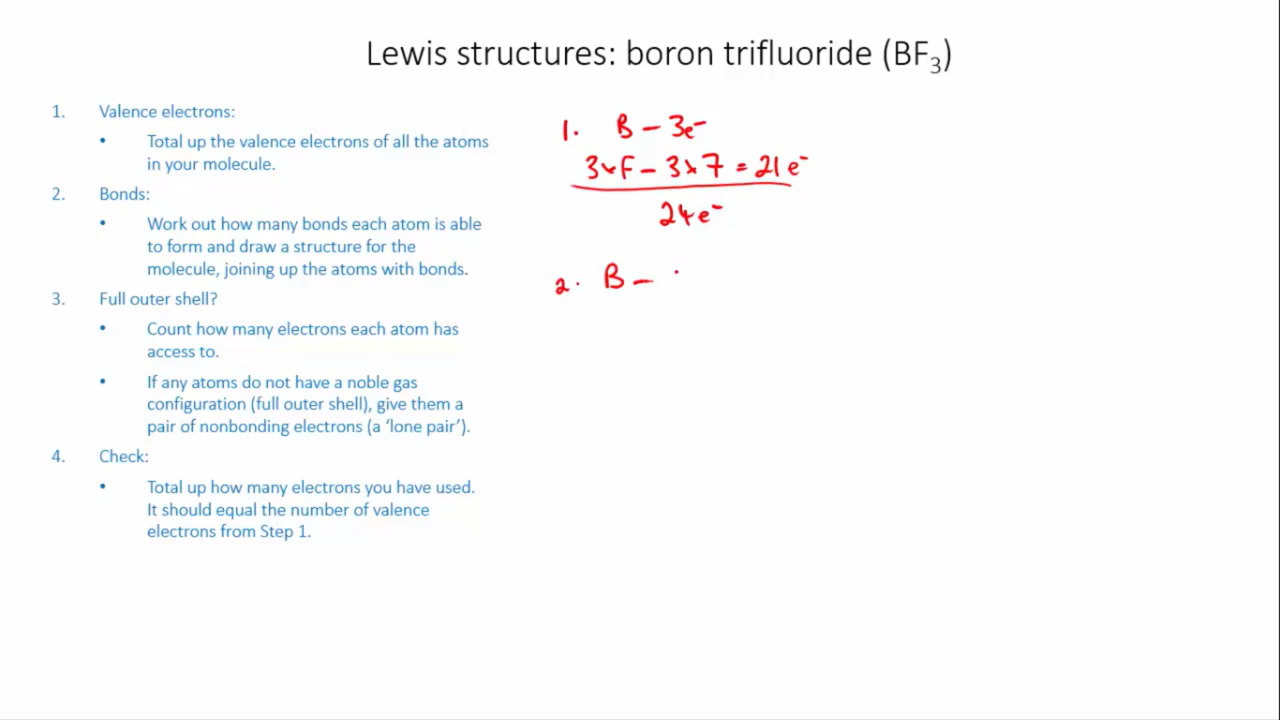 Lewis structures: boron trifluoride (BF₃)
1. Valence electrons:
• Total up the valence electrons of all the atoms
in your molecule.
2. Bonds:
• Work out how many bonds each atom is able
to form and draw a structure for the
molecule, joining up the atoms with bonds.
3. Full outer shell?
• Count how many electrons each atom has
access to.
• If any atoms do not have a noble gas
configuration (full outer shell), give them a
pair of nonbonding electrons (a ‘lone pair’).
4. Check:
• Total up how many electrons you have used.
It should equal the number of valence
electrons from Step 1.
1. B – 3e⁻
3×F – 3×7 = 21e⁻
24e⁻
2. B –